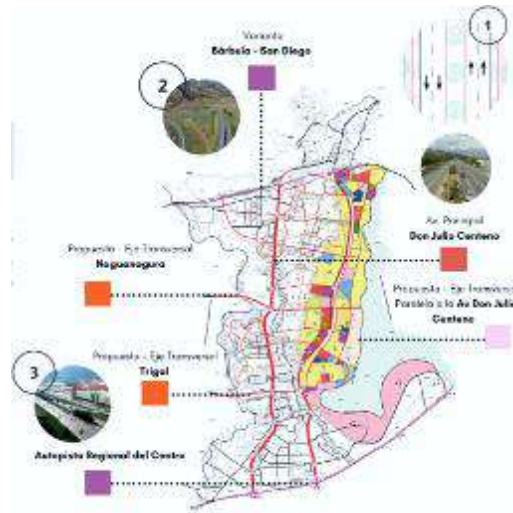 Variante
Bárbula - San Diego
1
2
Av. Principal
Don Julio Centeno
Propuesta - Eje Transversal
Naguanagua
Propuesta - Eje Transversal
Paralelo a la Av Don Julio
Centeno
Propuesta - Eje Transversal
Trigal
3
Autopista Regional del Centro